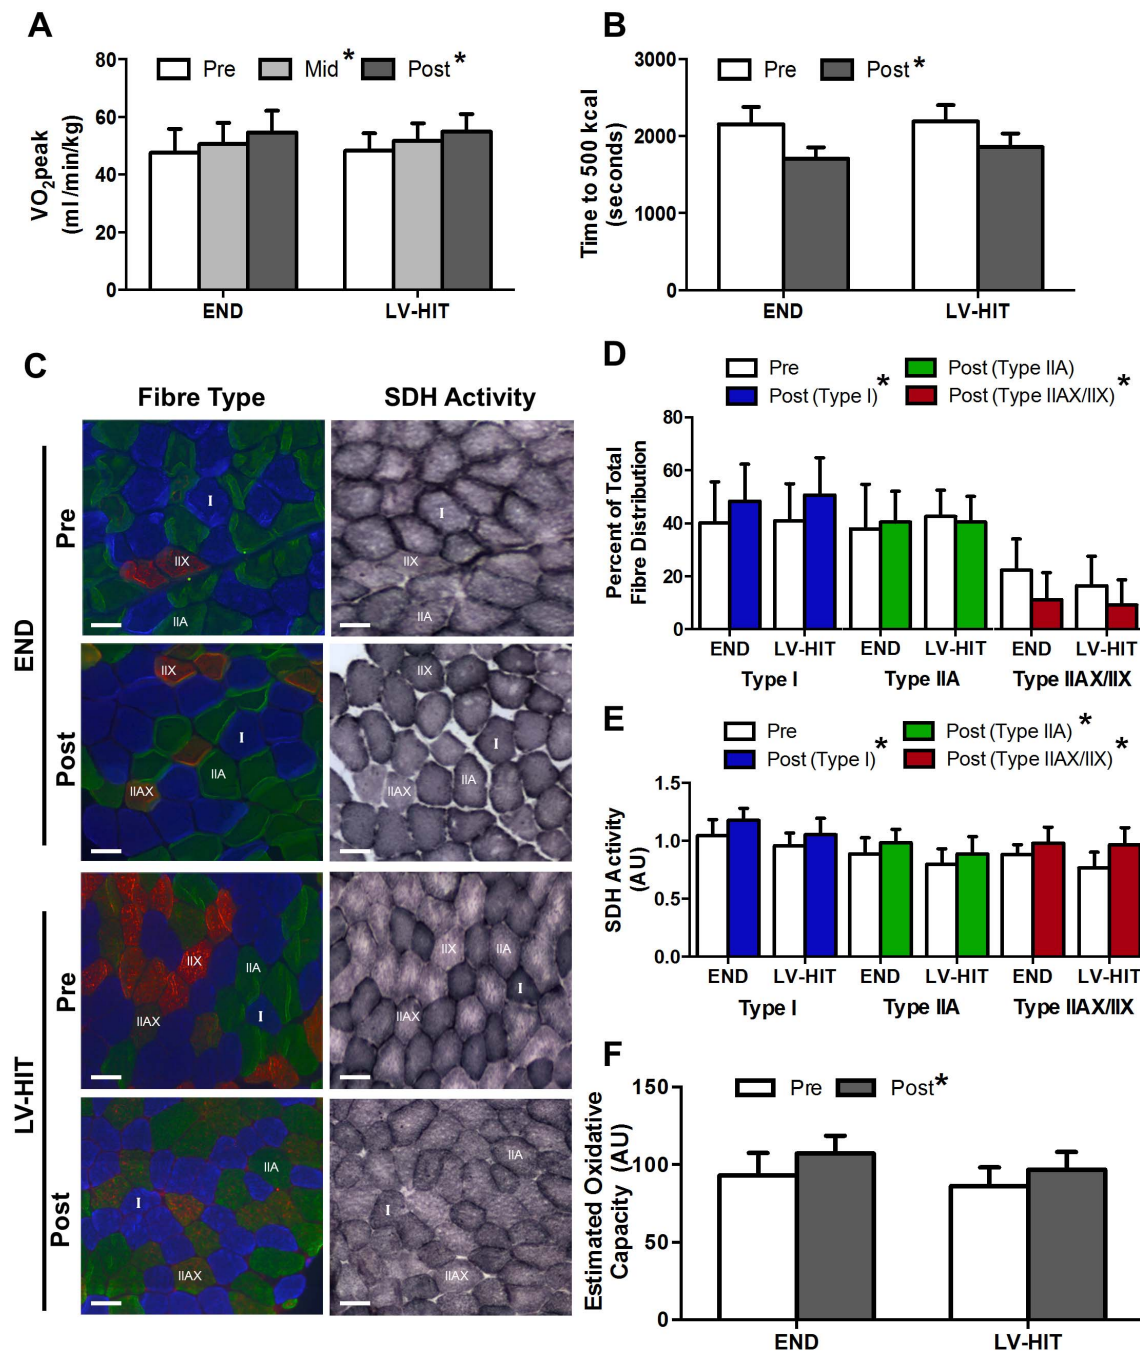 A
80
60
40
20
0
VO2peak
(ml/min/kg)
Pre
Mid*
Post*
END
LV-HIT
B
3000
2000
1000
0
Time to 500 kcal
(seconds)
Pre
Post*
END
LV-HIT
C
Fibre Type
SDH Activity
END
Pre
I
IIX
IIA
I
IIX
IIA
Post
IIX
I
IIA
IIAX
IIX
I
IIA
IIAX
LV-HIT
Pre
IIX
IIA
I
IIAX
IIX
IIA
I
IIAX
Post
IIA
I
IIAX
IIA
I
IIAX
D
Pre
Post (Type IIA)
Post (Type I)*
Post (Type IIAX/IIX)*
80
60
40
20
0
Percent of Total
Fibre Distribution
END LV-HIT END LV-HIT END LV-HIT
Type I Type IIA Type IIAX/IIX
E
Pre
Post (Type IIA)*
Post (Type I)*
Post (Type IIAX/IIX)*
1.5
1.0
0.5
0.0
SDH Activity
(AU)
END LV-HIT END LV-HIT END LV-HIT
Type I Type IIA Type IIAX/IIX
F
150
100
50
0
Estimated Oxidative
Capacity (AU)
Pre
Post*
END
LV-HIT